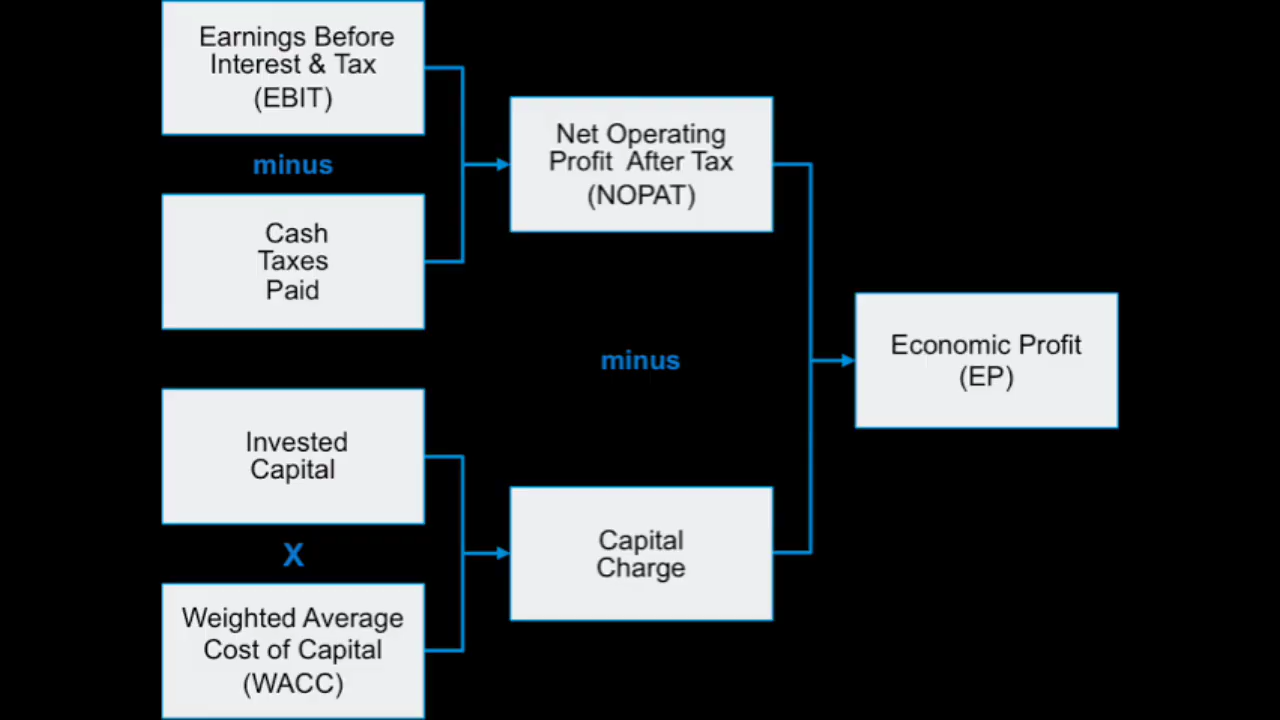 Earnings Before
Interest & Tax
(EBIT)
minus
Cash
Taxes
Paid
Net Operating
Profit After Tax
(NOPAT)
minus
Invested
Capital
X
Weighted Average
Cost of Capital
(WACC)
Capital
Charge
Economic Profit
(EP)